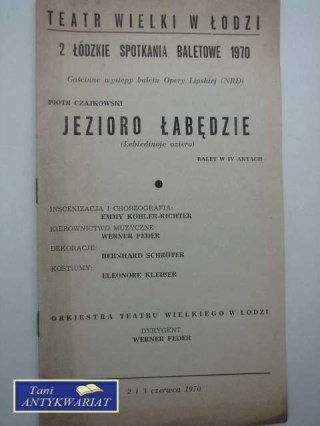 TEATR WIELKI W ŁODZI
2 ŁÓDZKIE SPOTKANIA BALETOWE 1970
Gościnne występy baletu Opery Lipskiej (NRD)
PIOTR CZAJKOWSKI
JEZIORO ŁABĘDZIE
(Lebiedinoje oziero)
BALET W IV AKTACH
INSCENIZACJA I CHOREOGRAFIA:
EMMY KÖHLER-RICHTER
KIEROWNICTWO MUZYCZNE:
WERNER FEDER
DEKORACJE:
BERNHARD SCHRÖTER
KOSTIUMY:
ELEONORE KLEIBER
ORKIESTRA TEATRU WIELKIEGO W ŁODZI
DYRYGENT
WERNER FEDER
2 i 3 czerwca 1970
Tani
ANTYKWARIAT